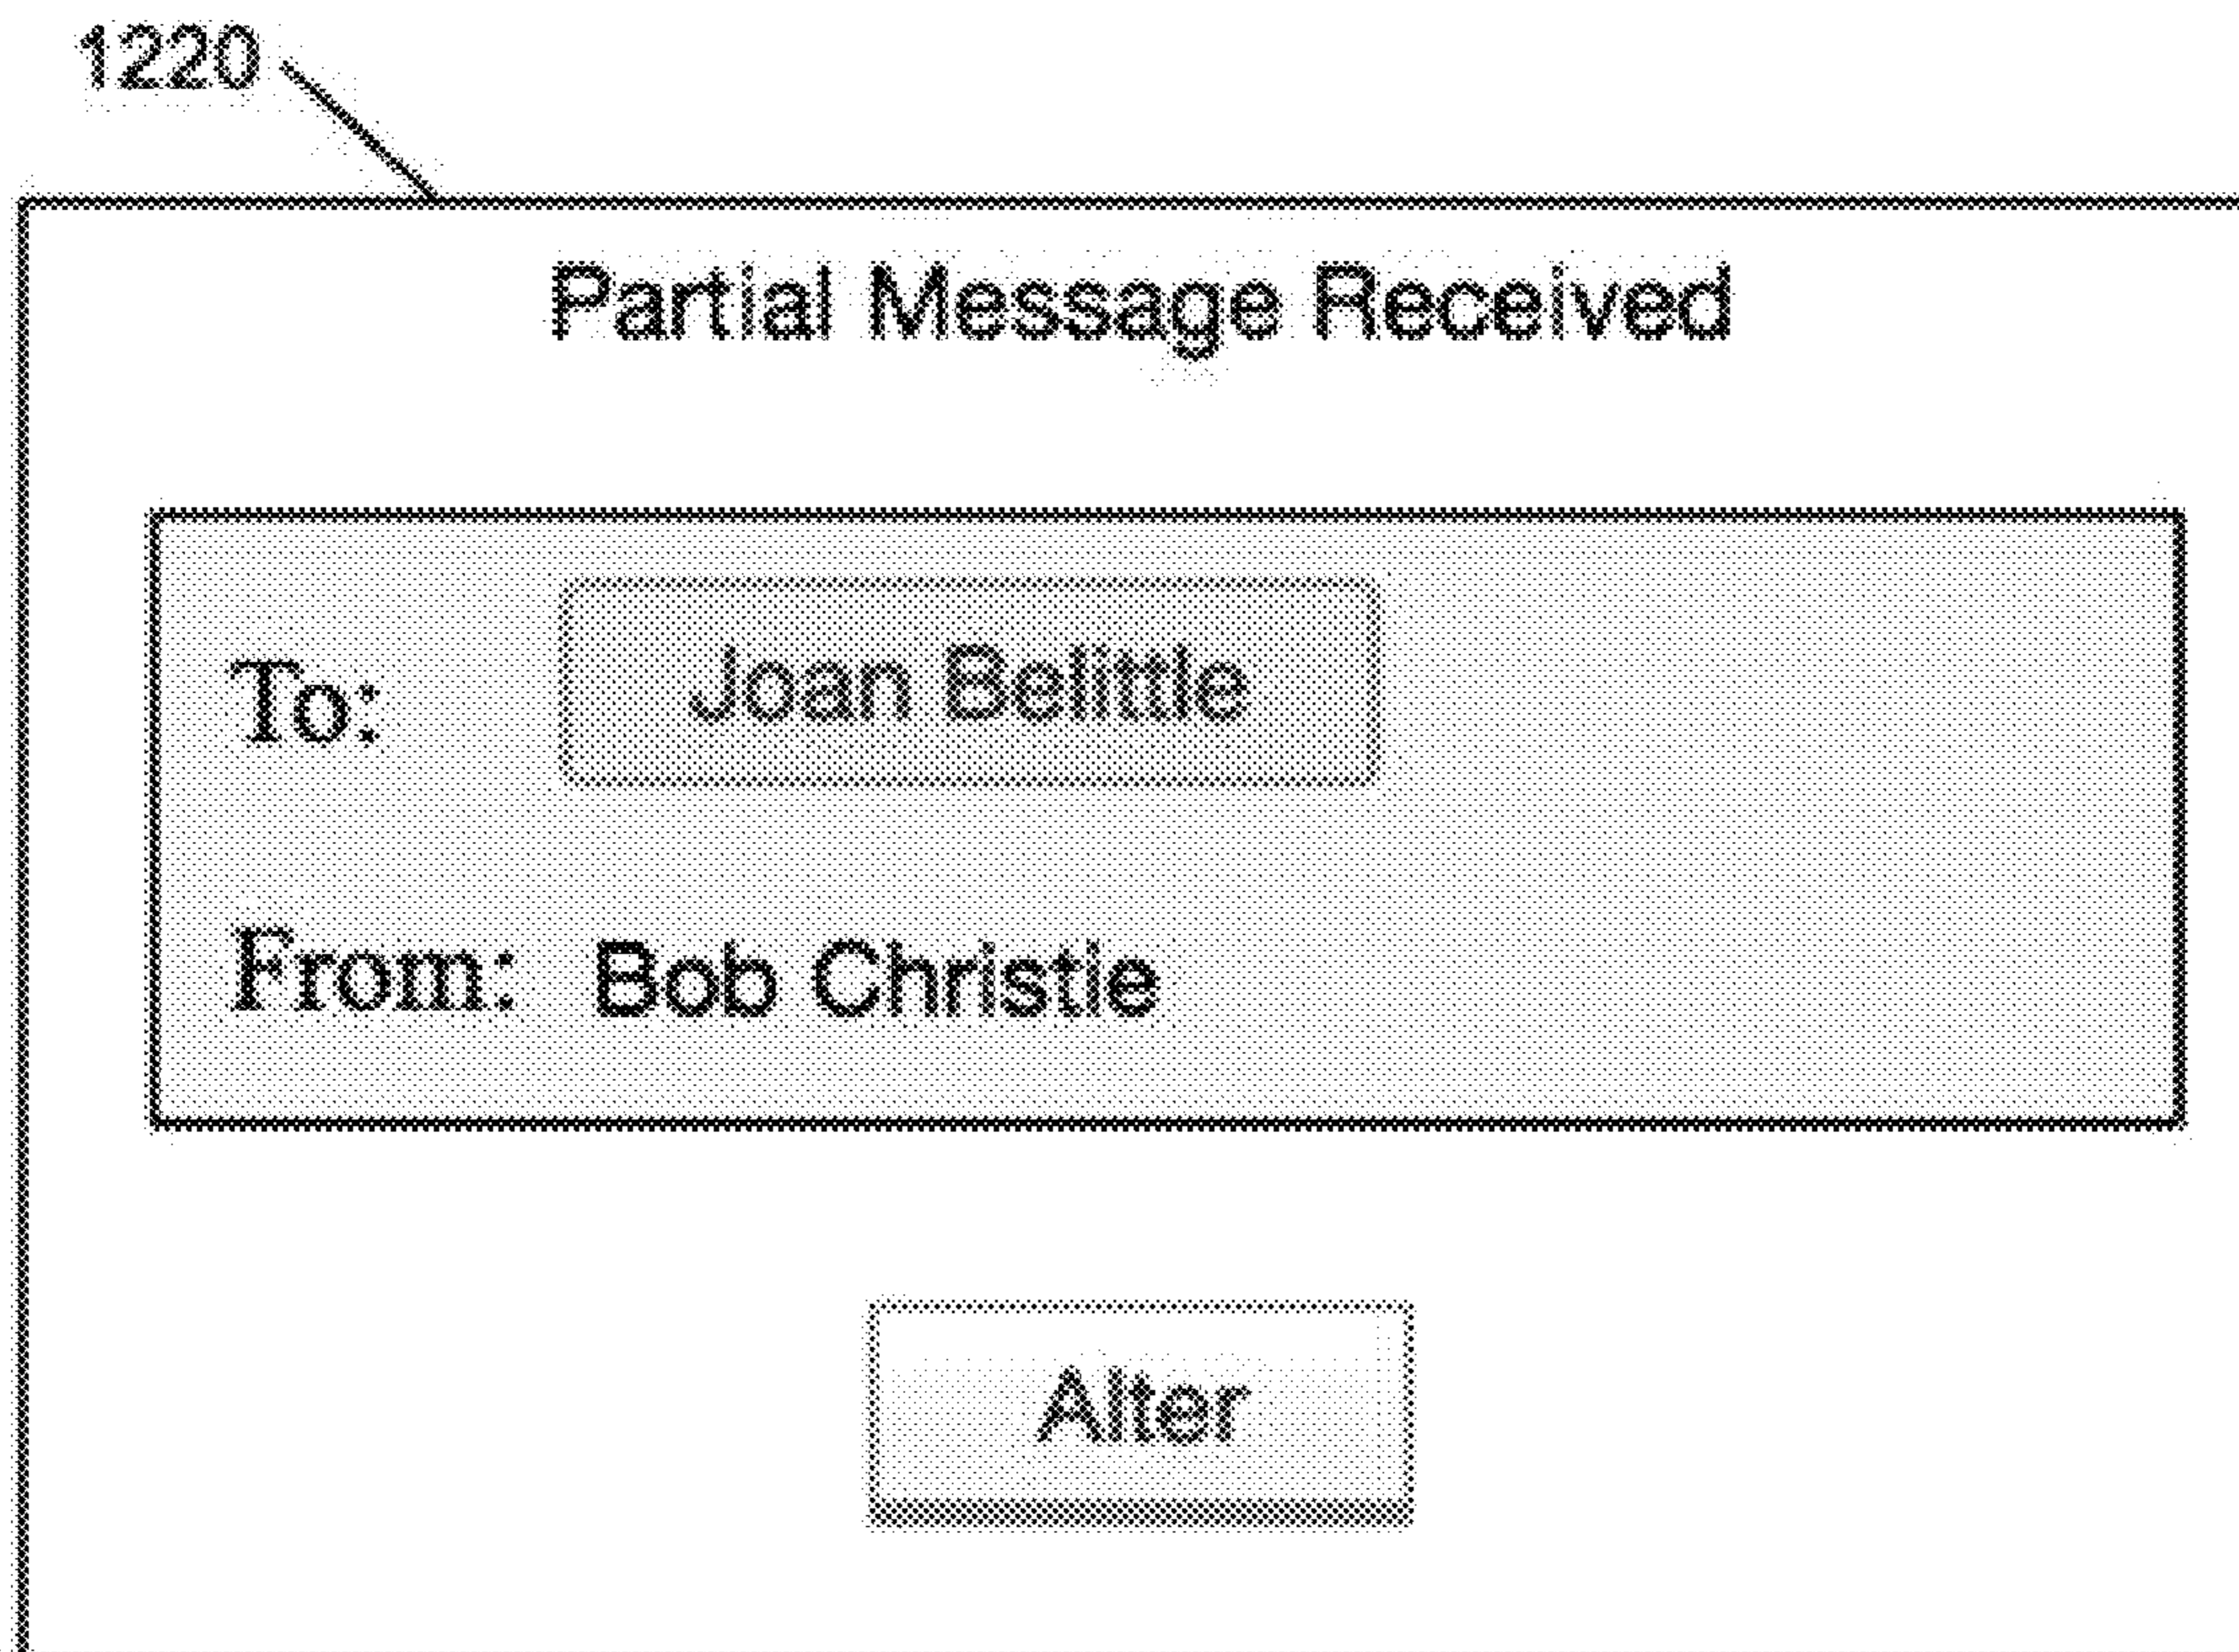 1220
Partial Message Received
To: Joan Belittle
From: Bob Christie
Alter